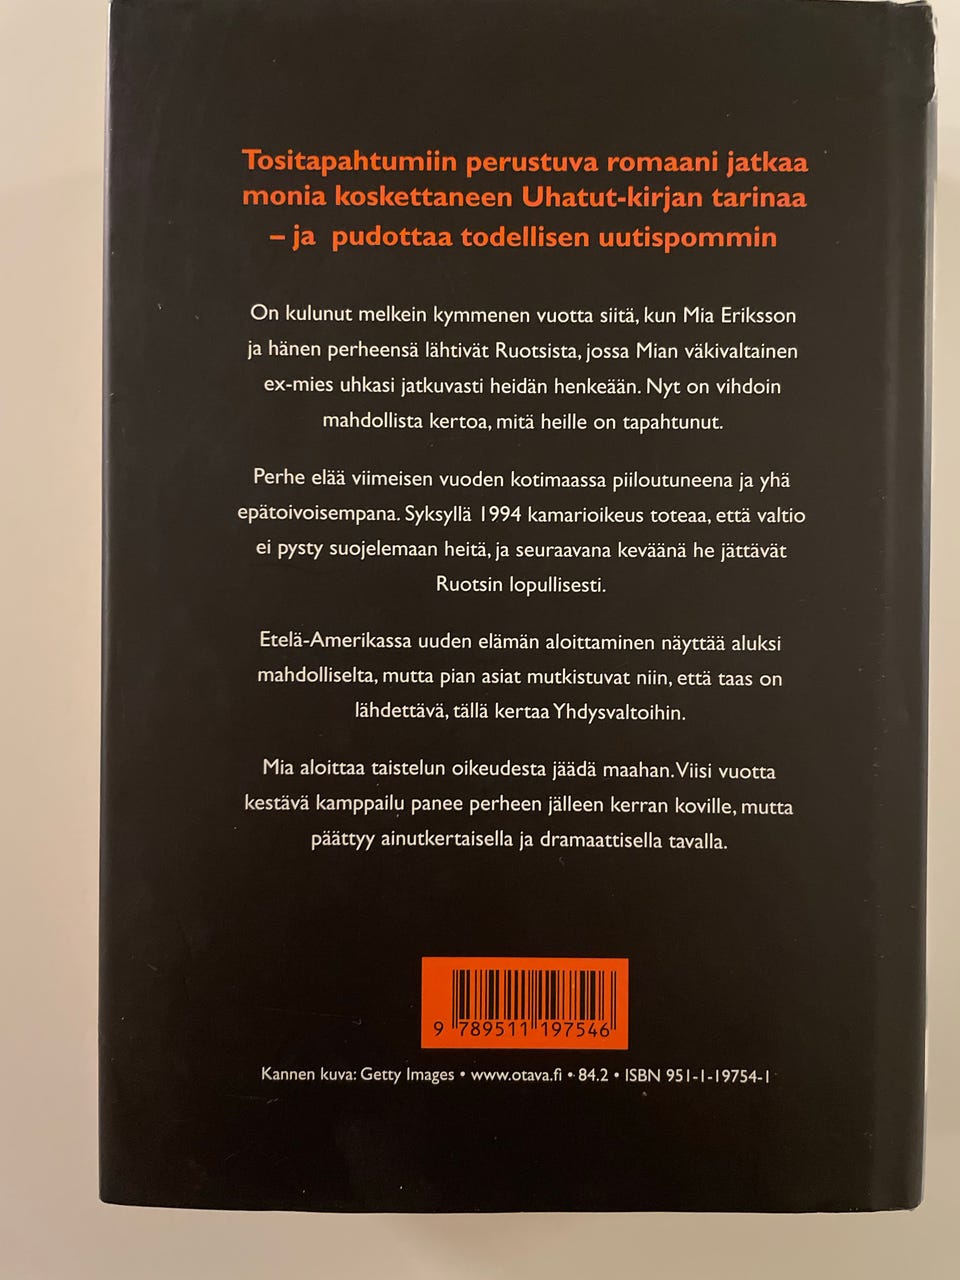 Tositapahtumiin perustuva romaani jatkaa
monia koskettaneen Uhatut-kirjan tarinaa
– ja pudottaa todellisen uutispommin
On kulunut melkein kymmenen vuotta siitä, kun Mia Eriksson
ja hänen perheensä lähtivät Ruotsista, jossa Mian väkivaltainen
ex-mies uhkasi jatkuvasti heidän henkeään. Nyt on vihdoin
mahdollista kertoa, mitä heille on tapahtunut.
Perhe elää viimeisen vuoden kotimaassa piiloutuneena ja yhä
epätoivoisempana. Syksyllä 1994 kamarioikeus toteaa, että valtio
ei pysty suojelemaan heitä, ja seuraavana keväänä he jättävät
Ruotsin lopullisesti.
Etelä-Amerikassa uuden elämän aloittaminen näyttää aluksi
mahdolliselta, mutta pian asiat mutkistuvat niin, että taas on
lähdettävä, tällä kertaa Yhdysvaltoihin.
Mia aloittaa taistelun oikeudesta jäädä maahan. Viisi vuotta
kestävä kamppailu panee perheen jälleen kerran koville, mutta
päättyy ainutkertaisella ja dramaattisella tavalla.
9 789511 197546
Kannen kuva: Getty Images • www.otava.fi • 84.2 • ISBN 951-1-19754-1